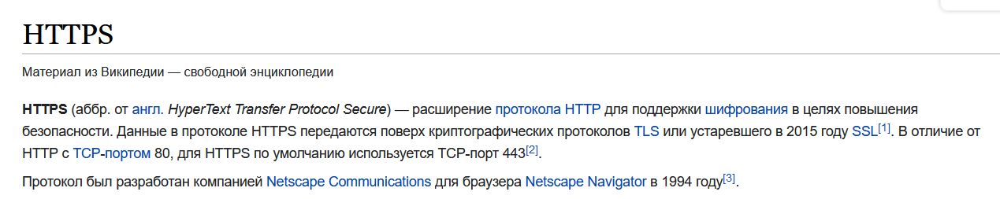 HTTPS
Материал из Википедии — свободной энциклопедии
HTTPS (аббр. от англ. HyperText Transfer Protocol Secure) — расширение протокола HTTP для поддержки шифрования в целях повышения
безопасности. Данные в протоколе HTTPS передаются поверх криптографических протоколов TLS или устаревшего в 2015 году SSL[1]. В отличие от
HTTP с TCP-портом 80, для HTTPS по умолчанию используется TCP-порт 443[2].
Протокол был разработан компанией Netscape Communications для браузера Netscape Navigator в 1994 году[3].